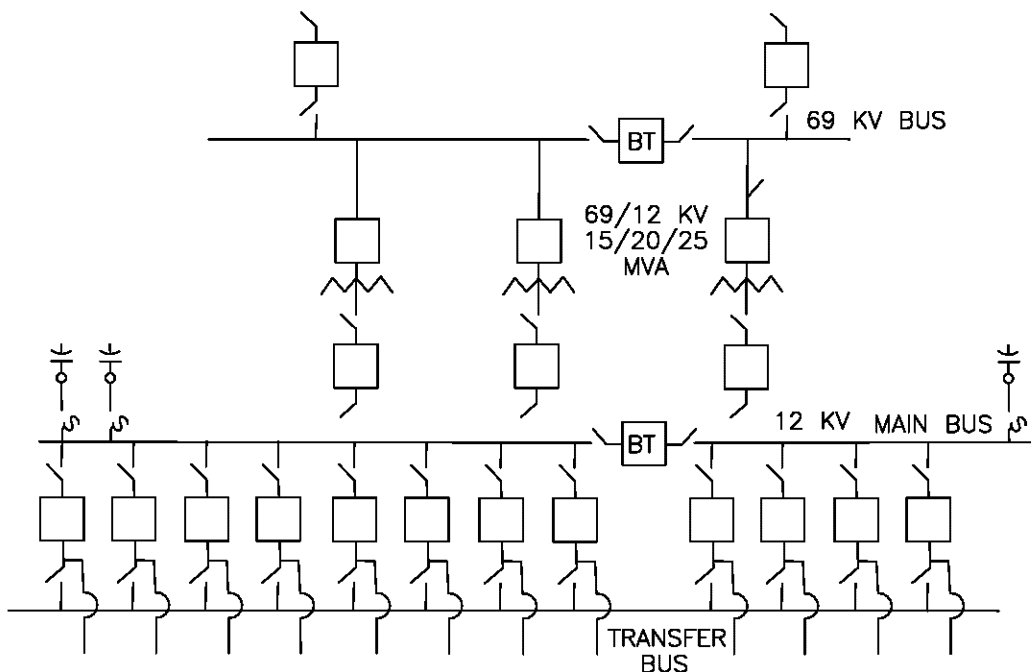 BT
69 KV BUS
69/12 KV
15/20/25
MVA
12 KV MAIN BUS
BT
TRANSFER
BUS